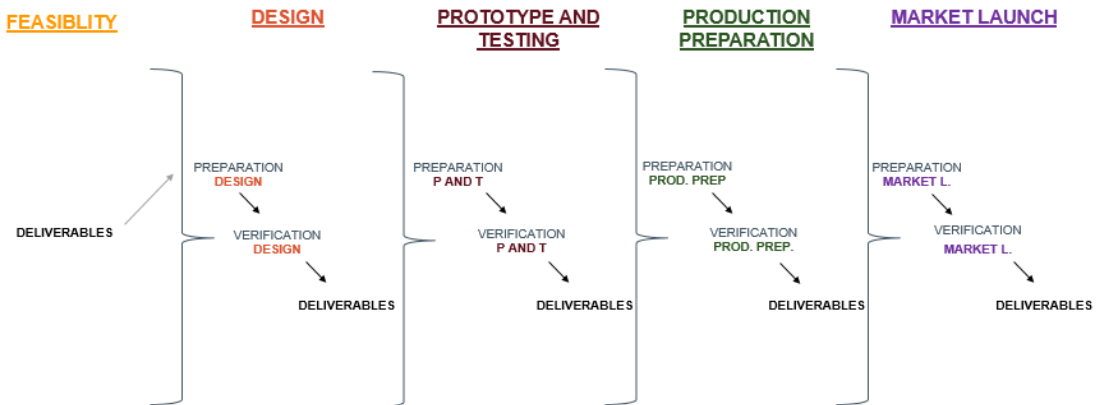 FEASIBLITY
DESIGN
PROTOTYPE AND
TESTING
PRODUCTION
PREPARATION
MARKET LAUNCH
DELIVERABLES
PREPARATION
DESIGN
VERIFICATION
DESIGN
DELIVERABLES
PREPARATION
P AND T
VERIFICATION
P AND T
DELIVERABLES
PREPARATION
PROD. PREP
VERIFICATION
PROD. PREP.
DELIVERABLES
PREPARATION
MARKET L.
VERIFICATION
MARKET L.
DELIVERABLES